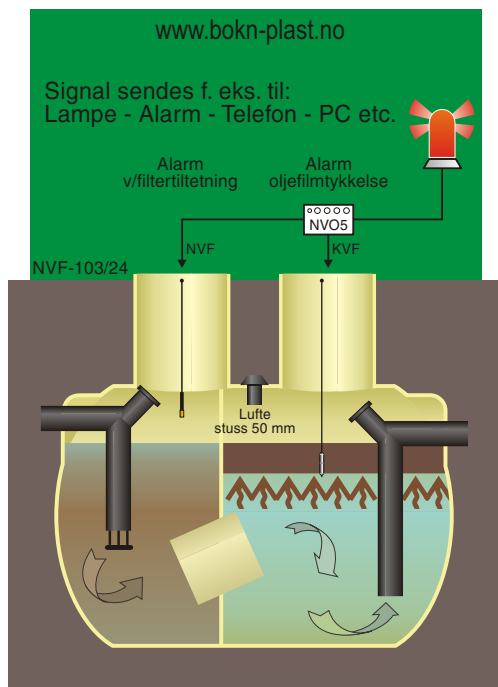 www.bokn-plast.no
Signal sendes f. eks. til:
Lampe - Alarm - Telefon - PC etc.
Alarm
v/filtertiltetning
Alarm
oljefilmtykkelse
NVO5
NVF
KVF
NVF-103/24
Lufte
stuss 50 mm